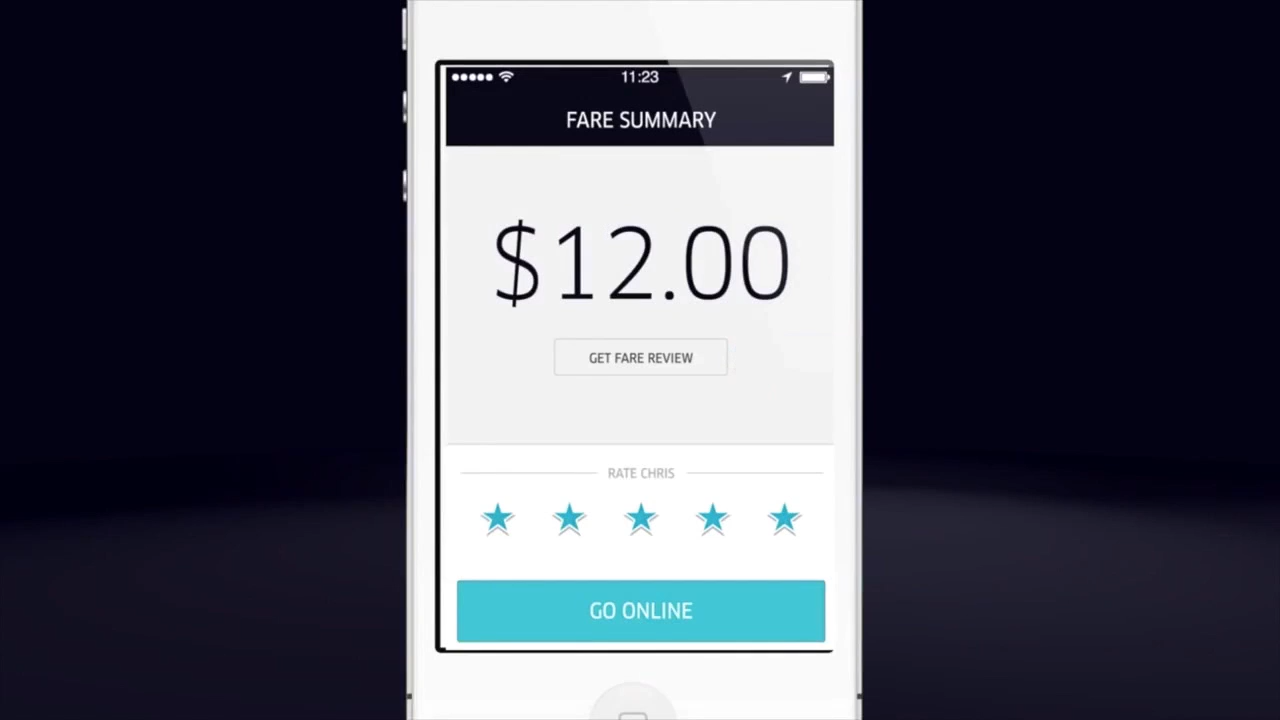 11:23
FARE SUMMARY
$12.00
GET FARE REVIEW
RATE CHRIS
GO ONLINE